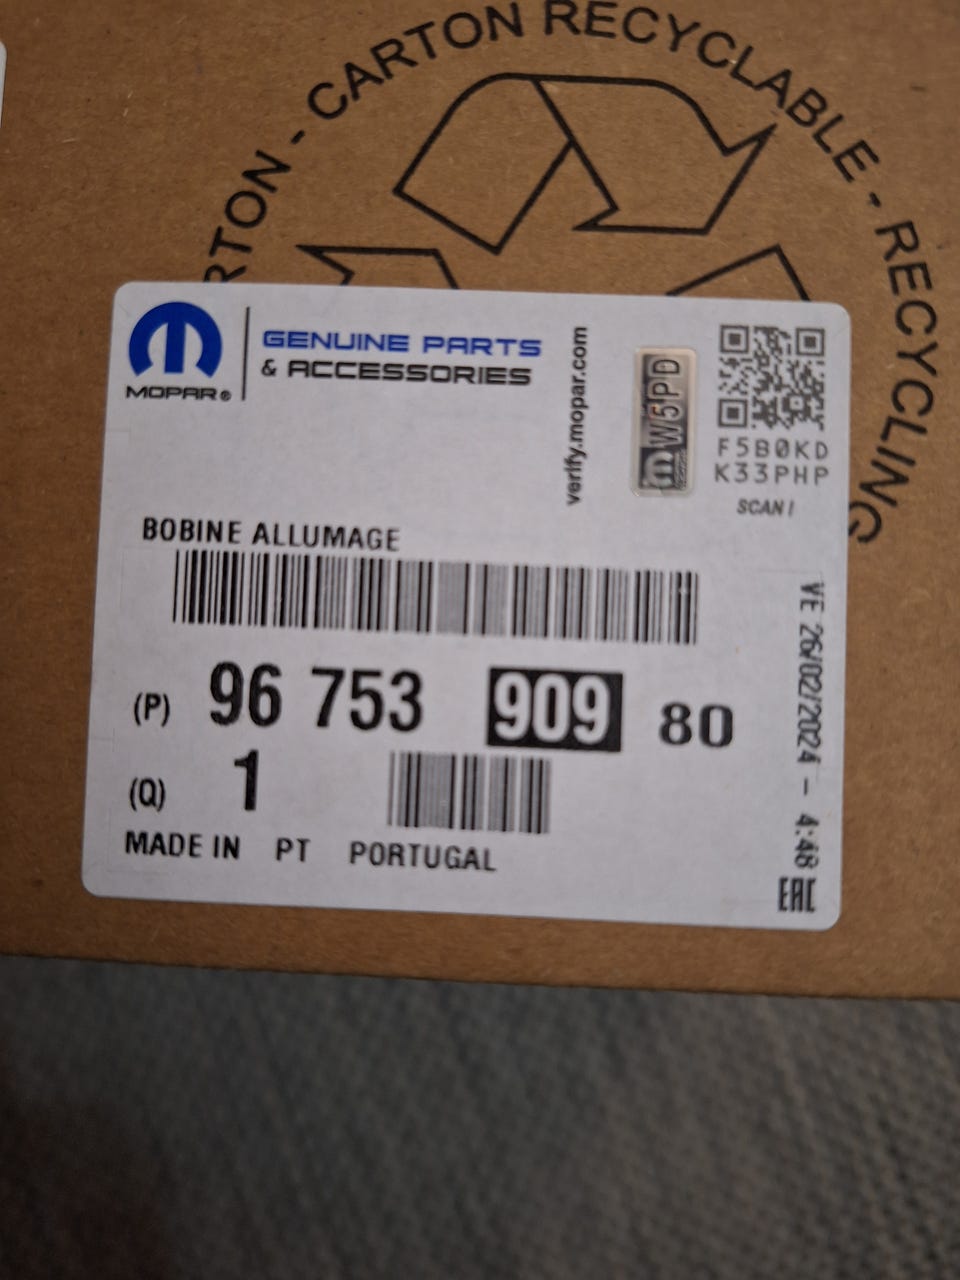 RTON - CARTON RECYCLABLE - RECYCLING
MOPAR®
GENUINE PARTS
& ACCESSORIES
verify.mopar.com
W5PD
F5B0KD
K33PHP
SCAN!
BOBINE ALLUMAGE
(P) 96 753 909 80
(Q) 1
MADE IN PT PORTUGAL
VE 26/02/2024 - 4:48
EAC